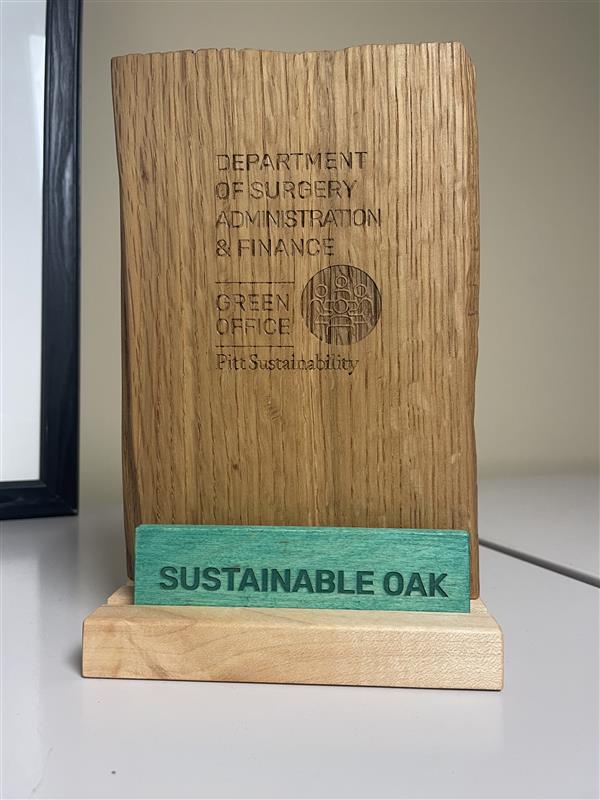 DEPARTMENT
OF SURGERY
ADMINISTRATION
& FINANCE
GREEN
OFFICE
Pitt Sustainability
SUSTAINABLE OAK